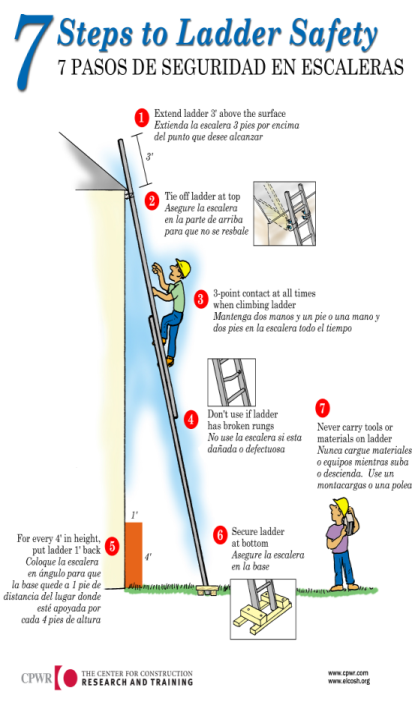 7 Steps to Ladder Safety
7 PASOS DE SEGURIDAD EN ESCALERAS
1
Extend ladder 3' above the surface
Extienda la escalera 3 pies por encima
del punto que desee alcanzar
3'
2
Tie off ladder at top
Asegure la escalera
en la parte de arriba
para que no se resbale
3
3-point contact at all times
when climbing ladder
Mantenga dos manos y un pie o una mano y
dos pies en la escalera todo el tiempo
4
Don't use if ladder
has broken rungs
No use la escalera si esta
dañada o defectuosa
7
Never carry tools or
materials on ladder
Nunca cargue materiales
o equipos mientras suba
o descienda. Use un
montacargas o una polea
1'
4'
5
For every 4' in height,
put ladder 1' back
Coloque la escalera
en ángulo para que
la base quede a 1 pie de
distancia del lugar donde
esté apoyada por
cada 4 pies de altura
6
Secure ladder
at bottom
Asegure la escalera
en la base
CPWR
THE CENTER FOR CONSTRUCTION
RESEARCH AND TRAINING
www.cpwr.com
www.elcosh.org